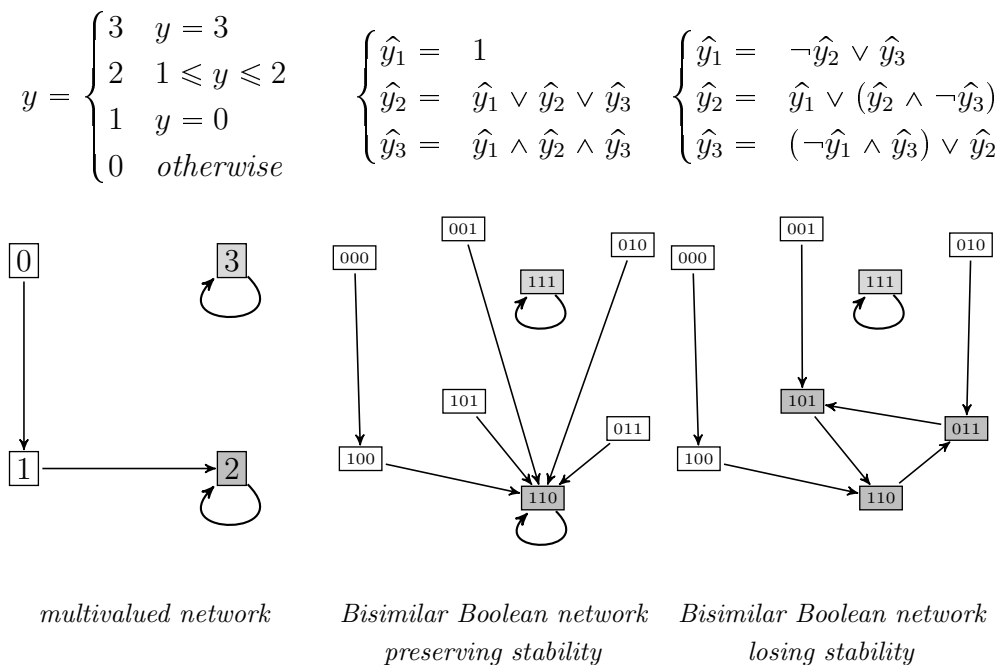 y = { 3 y = 3
2 1 ⩽ y ⩽ 2
1 y = 0
0 otherwise
{ ŷ₁ = 1
ŷ₂ = ŷ₁ ∨ ŷ₂ ∨ ŷ₃
ŷ₃ = ŷ₁ ∧ ŷ₂ ∧ ŷ₃
{ ŷ₁ = ¬ŷ₂ ∨ ŷ₃
ŷ₂ = ŷ₁ ∨ (ŷ₂ ∧ ¬ŷ₃)
ŷ₃ = (¬ŷ₁ ∧ ŷ₃) ∨ ŷ₂
0
3
1
2
000
001
010
111
101
011
100
110
000
001
010
111
101
011
100
110
multivalued network
Bisimilar Boolean network
preserving stability
Bisimilar Boolean network
losing stability